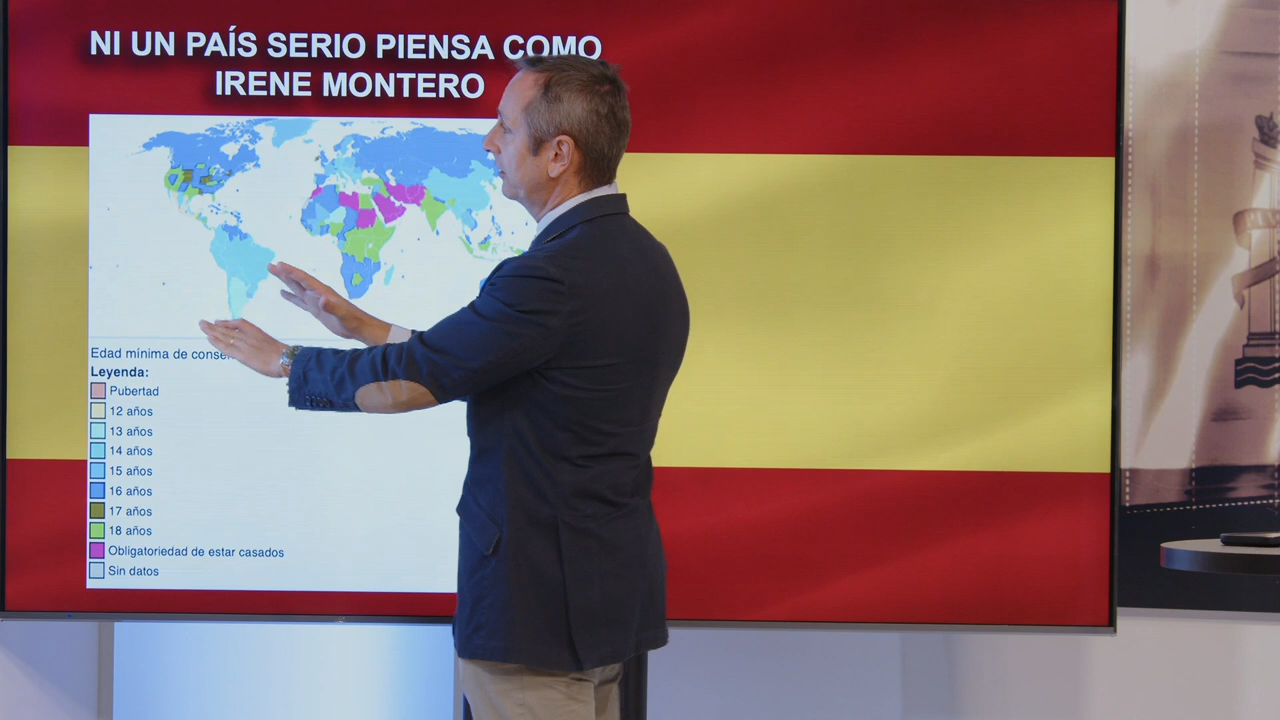 NI UN PAÍS SERIO PIENSA COMO
IRENE MONTERO
Edad mínima de conse
Leyenda:
Pubertad
12 años
13 años
14 años
15 años
16 años
17 años
18 años
Obligatoriedad de estar casados
Sin datos